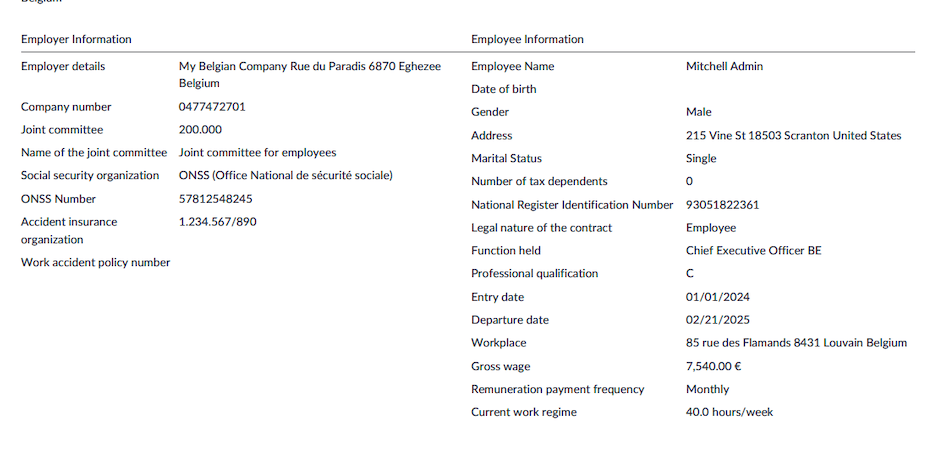 Belgium
Employer Information
Employer details My Belgian Company Rue du Paradis 6870 Eghezee
Belgium
Company number 0477472701
Joint committee 200.000
Name of the joint committee Joint committee for employees
Social security organization ONSS (Office National de sécurité sociale)
ONSS Number 57812548245
Accident insurance 1.234.567/890
organization
Work accident policy number
Employee Information
Employee Name Mitchell Admin
Date of birth
Gender Male
Address 215 Vine St 18503 Scranton United States
Marital Status Single
Number of tax dependents 0
National Register Identification Number 93051822361
Legal nature of the contract Employee
Function held Chief Executive Officer BE
Professional qualification C
Entry date 01/01/2024
Departure date 02/21/2025
Workplace 85 rue des Flamands 8431 Louvain Belgium
Gross wage 7,540.00 €
Remuneration payment frequency Monthly
Current work regime 40.0 hours/week